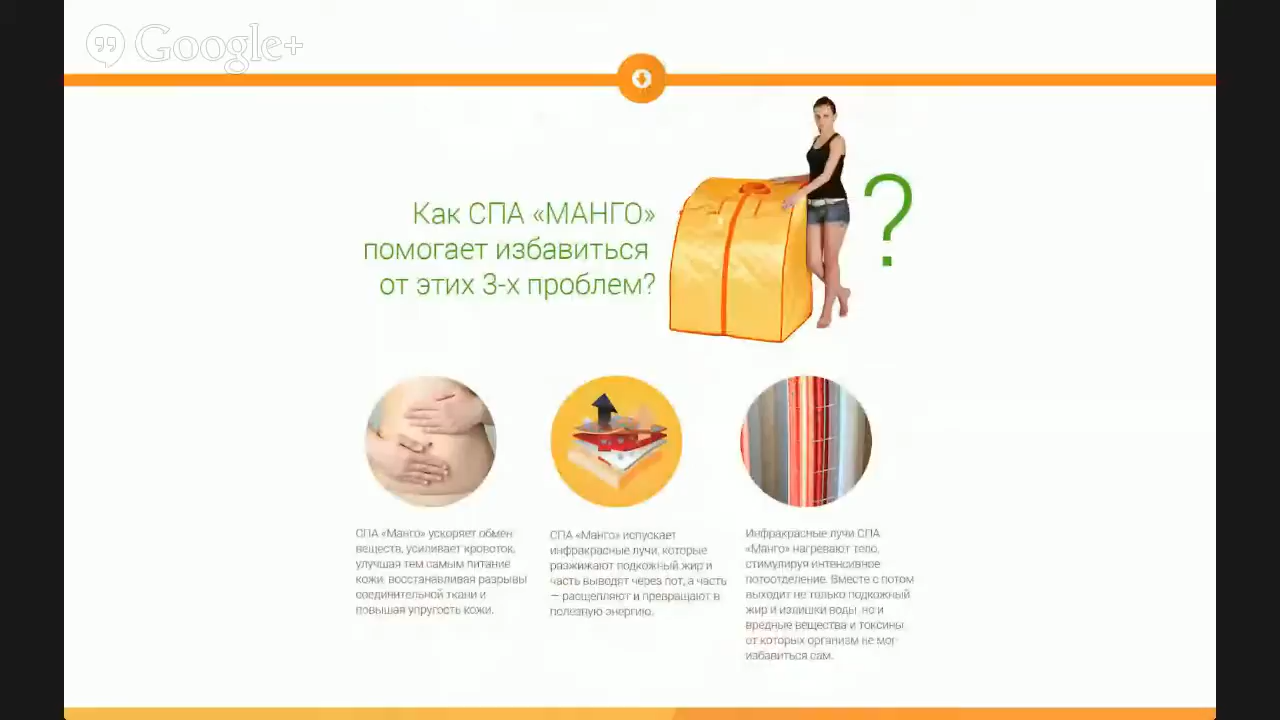 Google+
Как СПА «МАНГО»
помогает избавиться
от этих 3-х проблем?
?
СПА «Манго» ускоряет обмен
веществ, усиливает кровоток,
улучшая тем самым питание
кожи, восстанавливая разрывы
соединительной ткани и
повышая упругость кожи.
СПА «Манго» испускает
инфракрасные лучи, которые
разжижают подкожный жир и
часть выводят через пот, а часть
— расщепляют и превращают в
полезную энергию.
Инфракрасные лучи СПА
«Манго» нагревают тело,
стимулируя интенсивное
потоотделение. Вместе с потом
выходит не только подкожный
жир и излишки воды, но и
вредные вещества и токсины,
от которых организм не мог
избавиться сам.